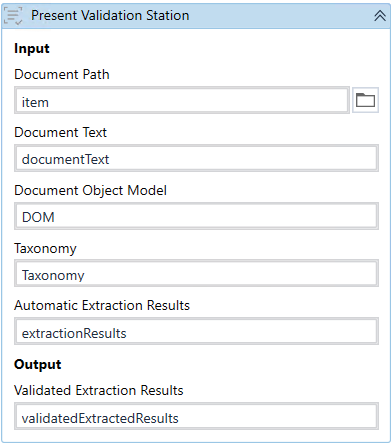 Present Validation Station
Input
Document Path
item
Document Text
documentText
Document Object Model
DOM
Taxonomy
Taxonomy
Automatic Extraction Results
extractionResults
Output
Validated Extraction Results
validatedExtractedResults